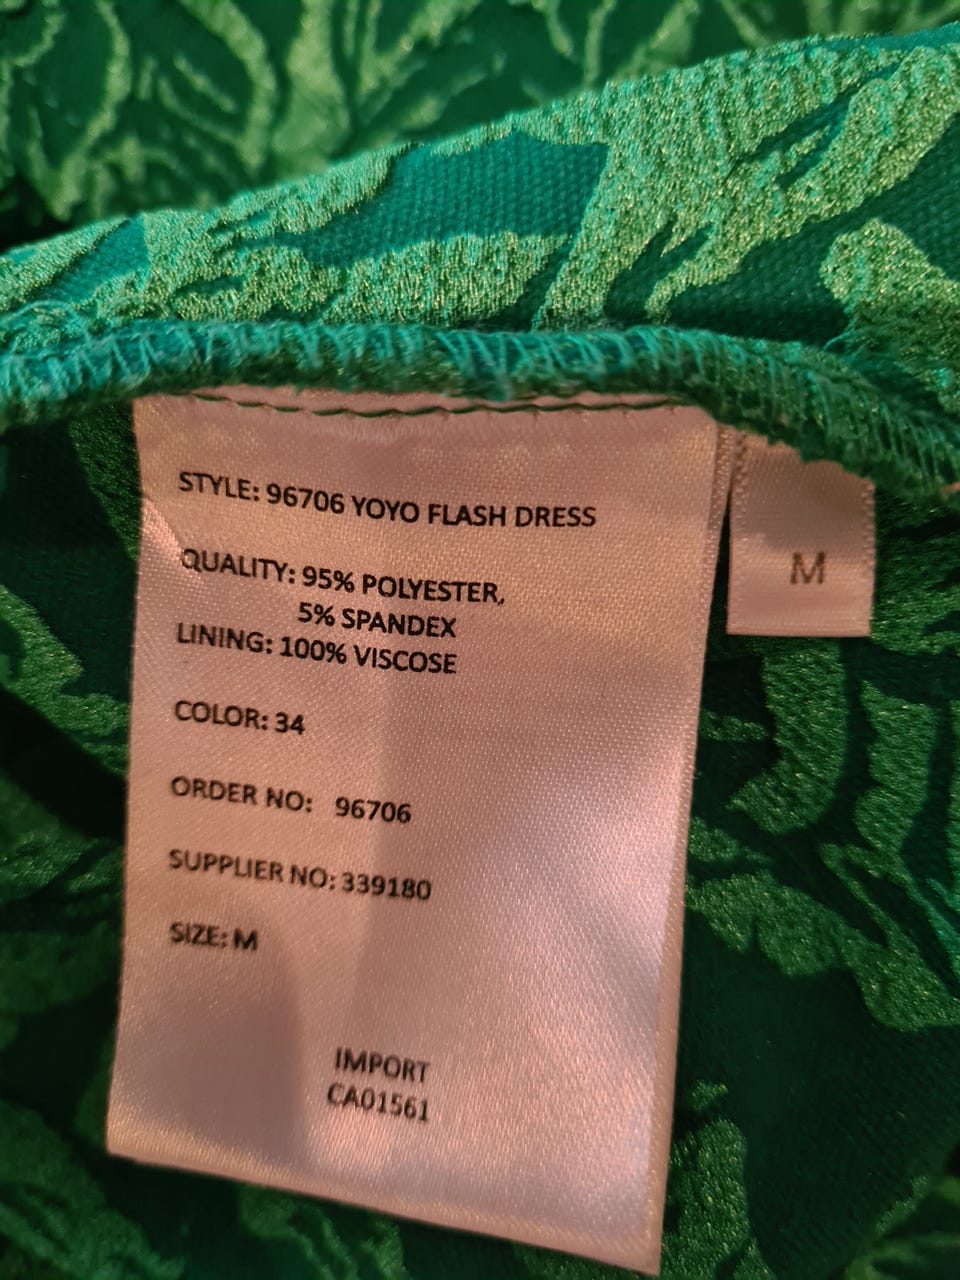 STYLE: 96706 YOYO FLASH DRESS
QUALITY: 95% POLYESTER,
5% SPANDEX
LINING: 100% VISCOSE
COLOR: 34
ORDER NO: 96706
SUPPLIER NO: 339180
SIZE: M
IMPORT
CA01561
M